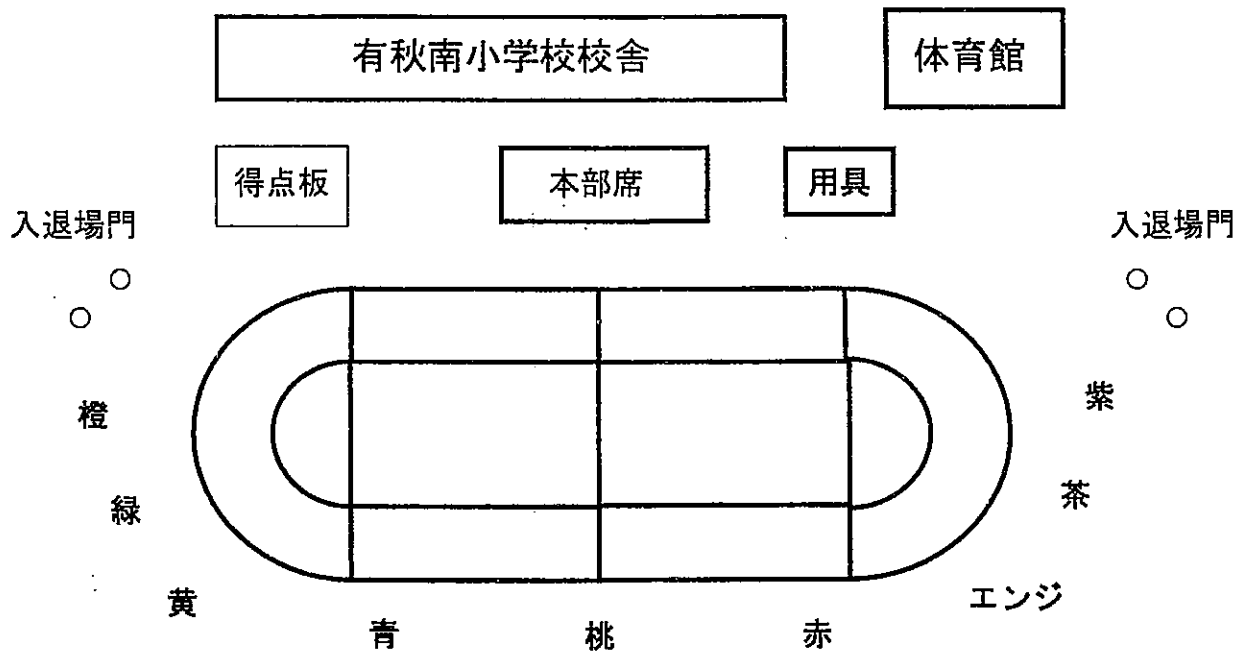 有秋南小学校校舎
体育館
得点板
本部席
用具
入退場門
入退場門
橙
紫
緑
茶
黄
エンジ
青
桃
赤